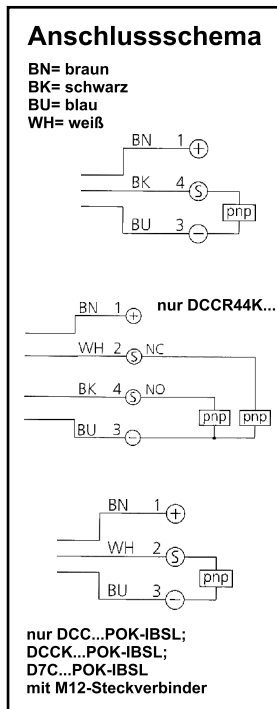 Anschlussschema
BN= braun
BK= schwarz
BU= blau
WH= weiß
BN 1 +
BK 4 S
pnp
BU 3 −
nur DCCR44K...
BN 1 +
WH 2 S NC
BK 4 S NO
pnp pnp
BU 3 −
BN 1 +
WH 2 S
pnp
BU 3 −
nur DCC...POK-IBSL;
DCCK...POK-IBSL;
D7C...POK-IBSL
mit M12-Steckverbinder